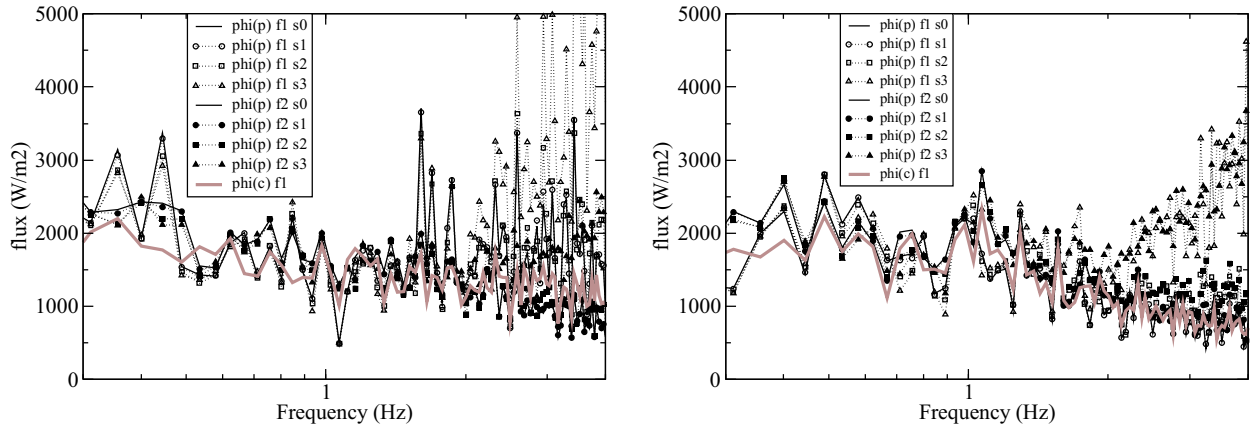 5000
4000
3000
2000
1000
0
flux (W/m2)
phi(p) f1 s0
phi(p) f1 s1
phi(p) f1 s2
phi(p) f1 s3
phi(p) f2 s0
phi(p) f2 s1
phi(p) f2 s2
phi(p) f2 s3
phi(c) f1
1
Frequency (Hz)
5000
4000
3000
2000
1000
0
flux (W/m2)
phi(p) f1 s0
phi(p) f1 s1
phi(p) f1 s2
phi(p) f1 s3
phi(p) f2 s0
phi(p) f2 s1
phi(p) f2 s2
phi(p) f2 s3
phi(c) f1
1
Frequency (Hz)